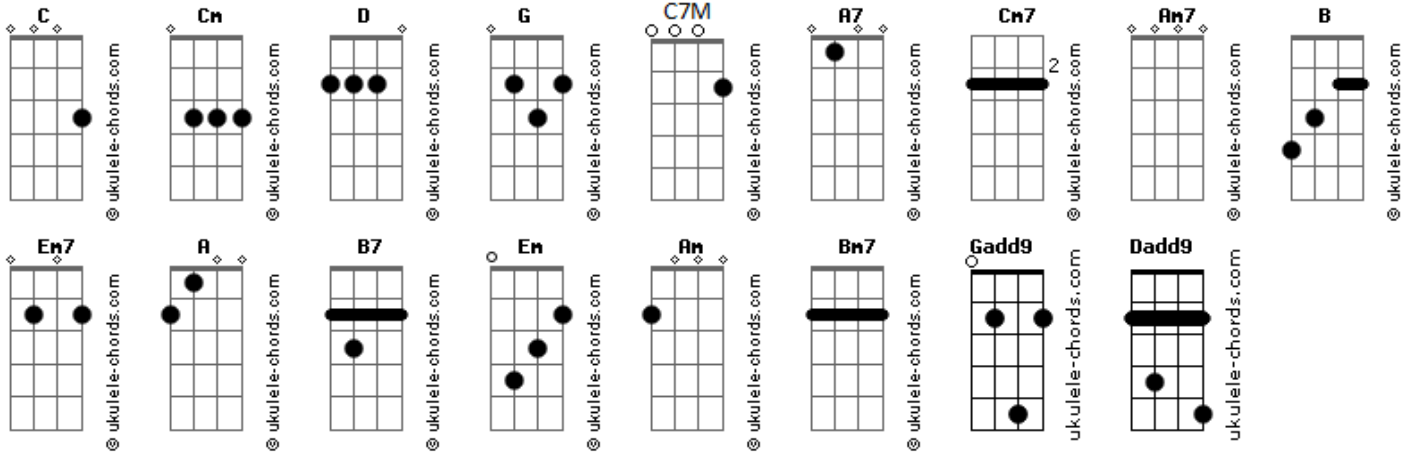 C Cm D G C7M A7 Cm7 Am7 B
2
© ukulele-chords.com © ukulele-chords.com © ukulele-chords.com © ukulele-chords.com © ukulele-chords.com © ukulele-chords.com © ukulele-chords.com © ukulele-chords.com © ukulele-chords.com
Em7 A B7 Em Am Bm7 Gadd9 Dadd9
© ukulele-chords.com © ukulele-chords.com © ukulele-chords.com © ukulele-chords.com © ukulele-chords.com © ukulele-chords.com ukulele-chords.com ukulele-chords.com